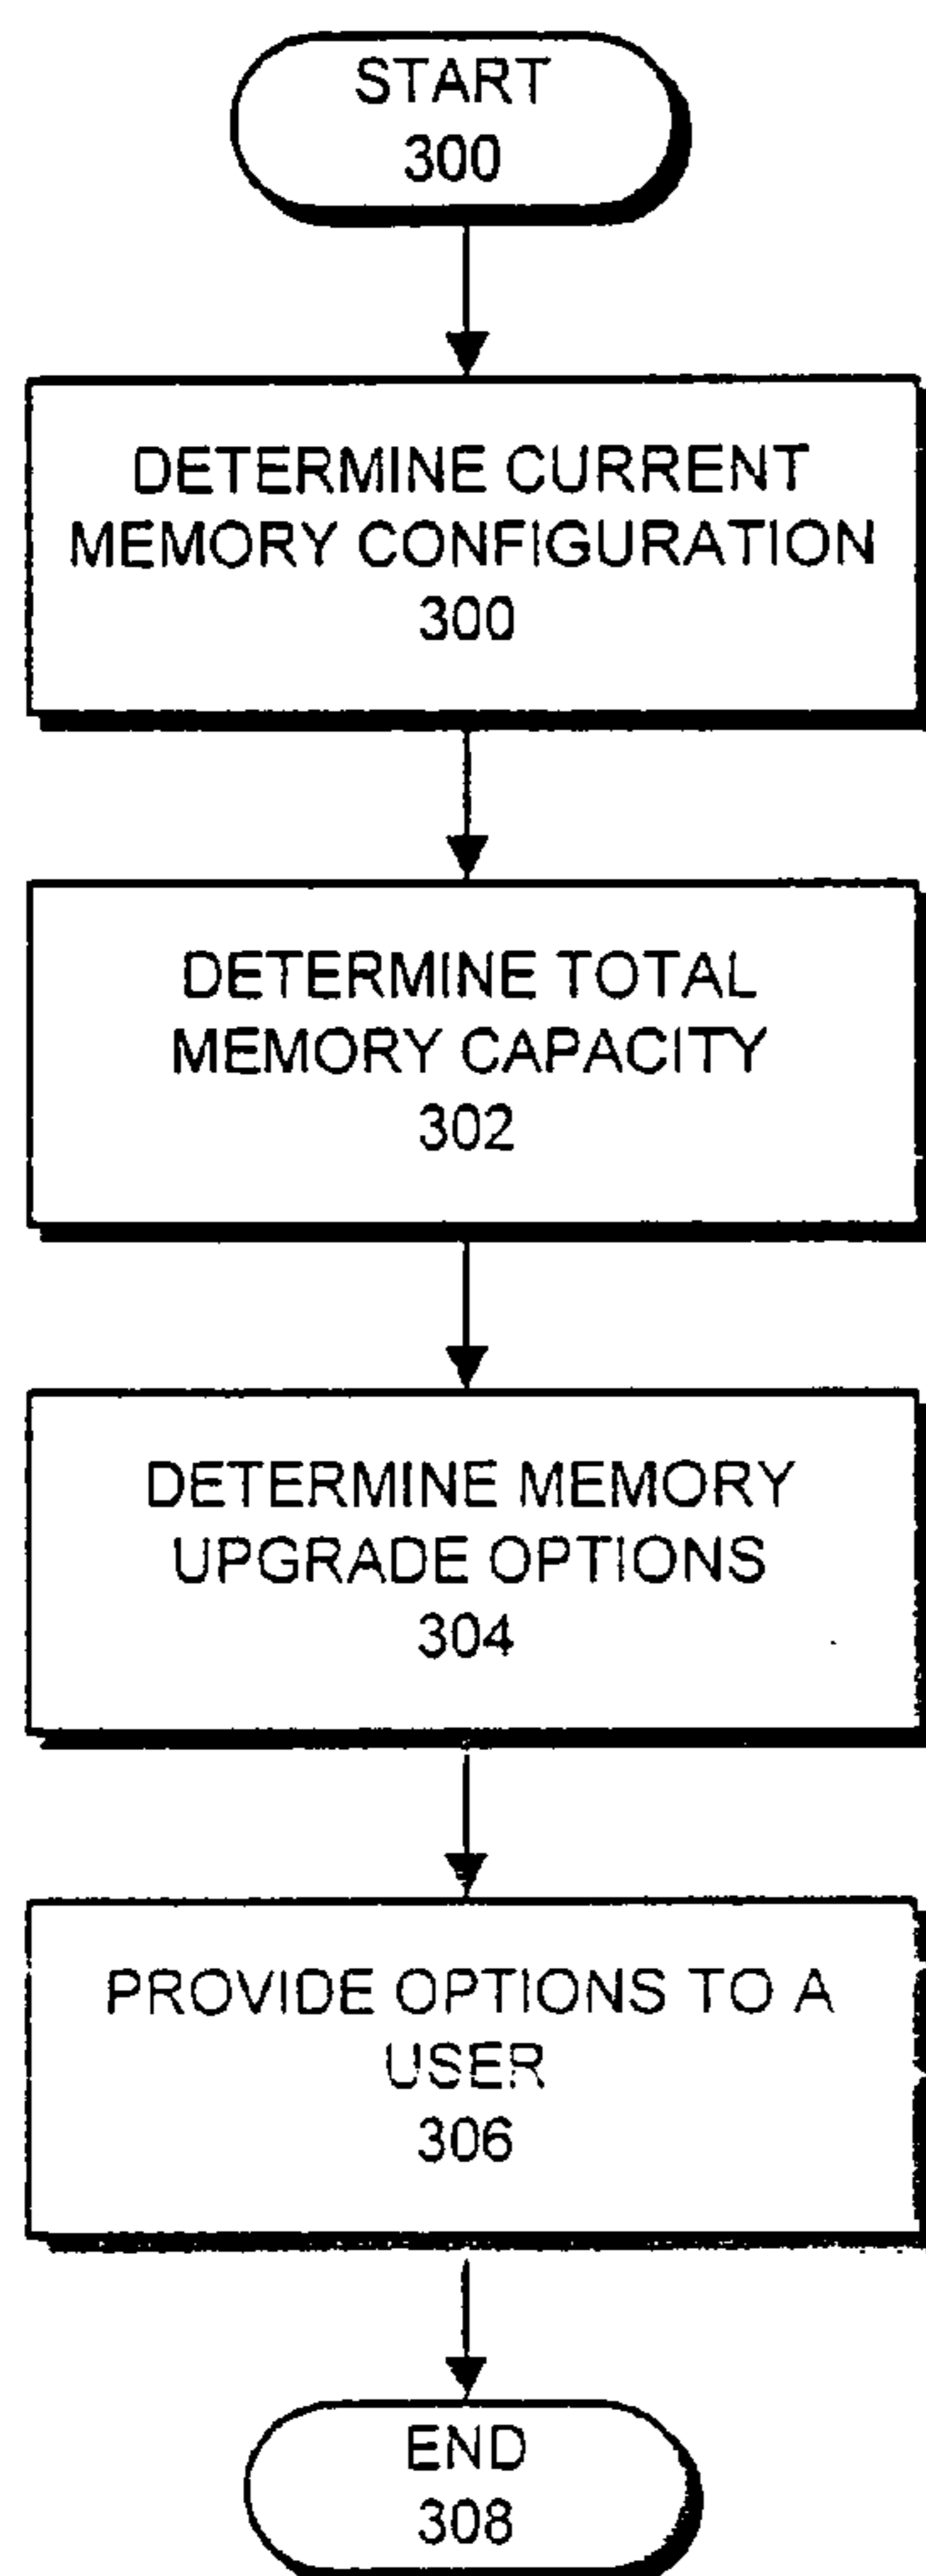 START
300
DETERMINE CURRENT
MEMORY CONFIGURATION
300
DETERMINE TOTAL
MEMORY CAPACITY
302
DETERMINE MEMORY
UPGRADE OPTIONS
304
PROVIDE OPTIONS TO A
USER
306
END
308